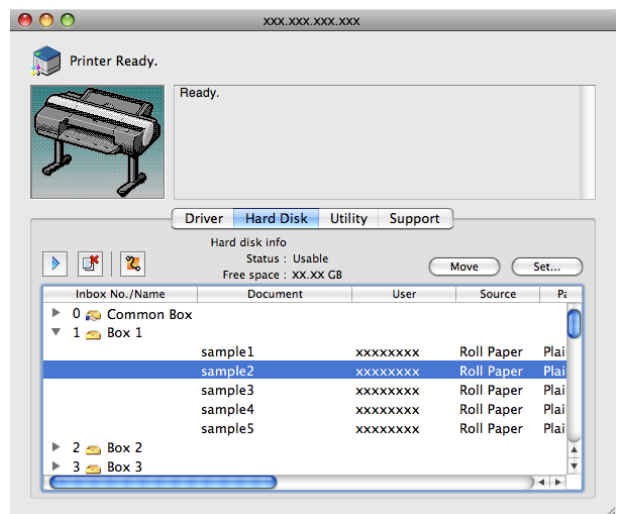 xxx.xxx.xxx.xxx
Printer Ready.
Ready.
Driver Hard Disk Utility Support
Hard disk info
Status : Usable
Free space : XX.XX GB
Move Set...
Inbox No./Name Document User Source Pa
0 Common Box
1 Box 1
sample1 xxxxxxxx Roll Paper Plai
sample2 xxxxxxxx Roll Paper Plai
sample3 xxxxxxxx Roll Paper Plai
sample4 xxxxxxxx Roll Paper Plai
sample5 xxxxxxxx Roll Paper Plai
2 Box 2
3 Box 3